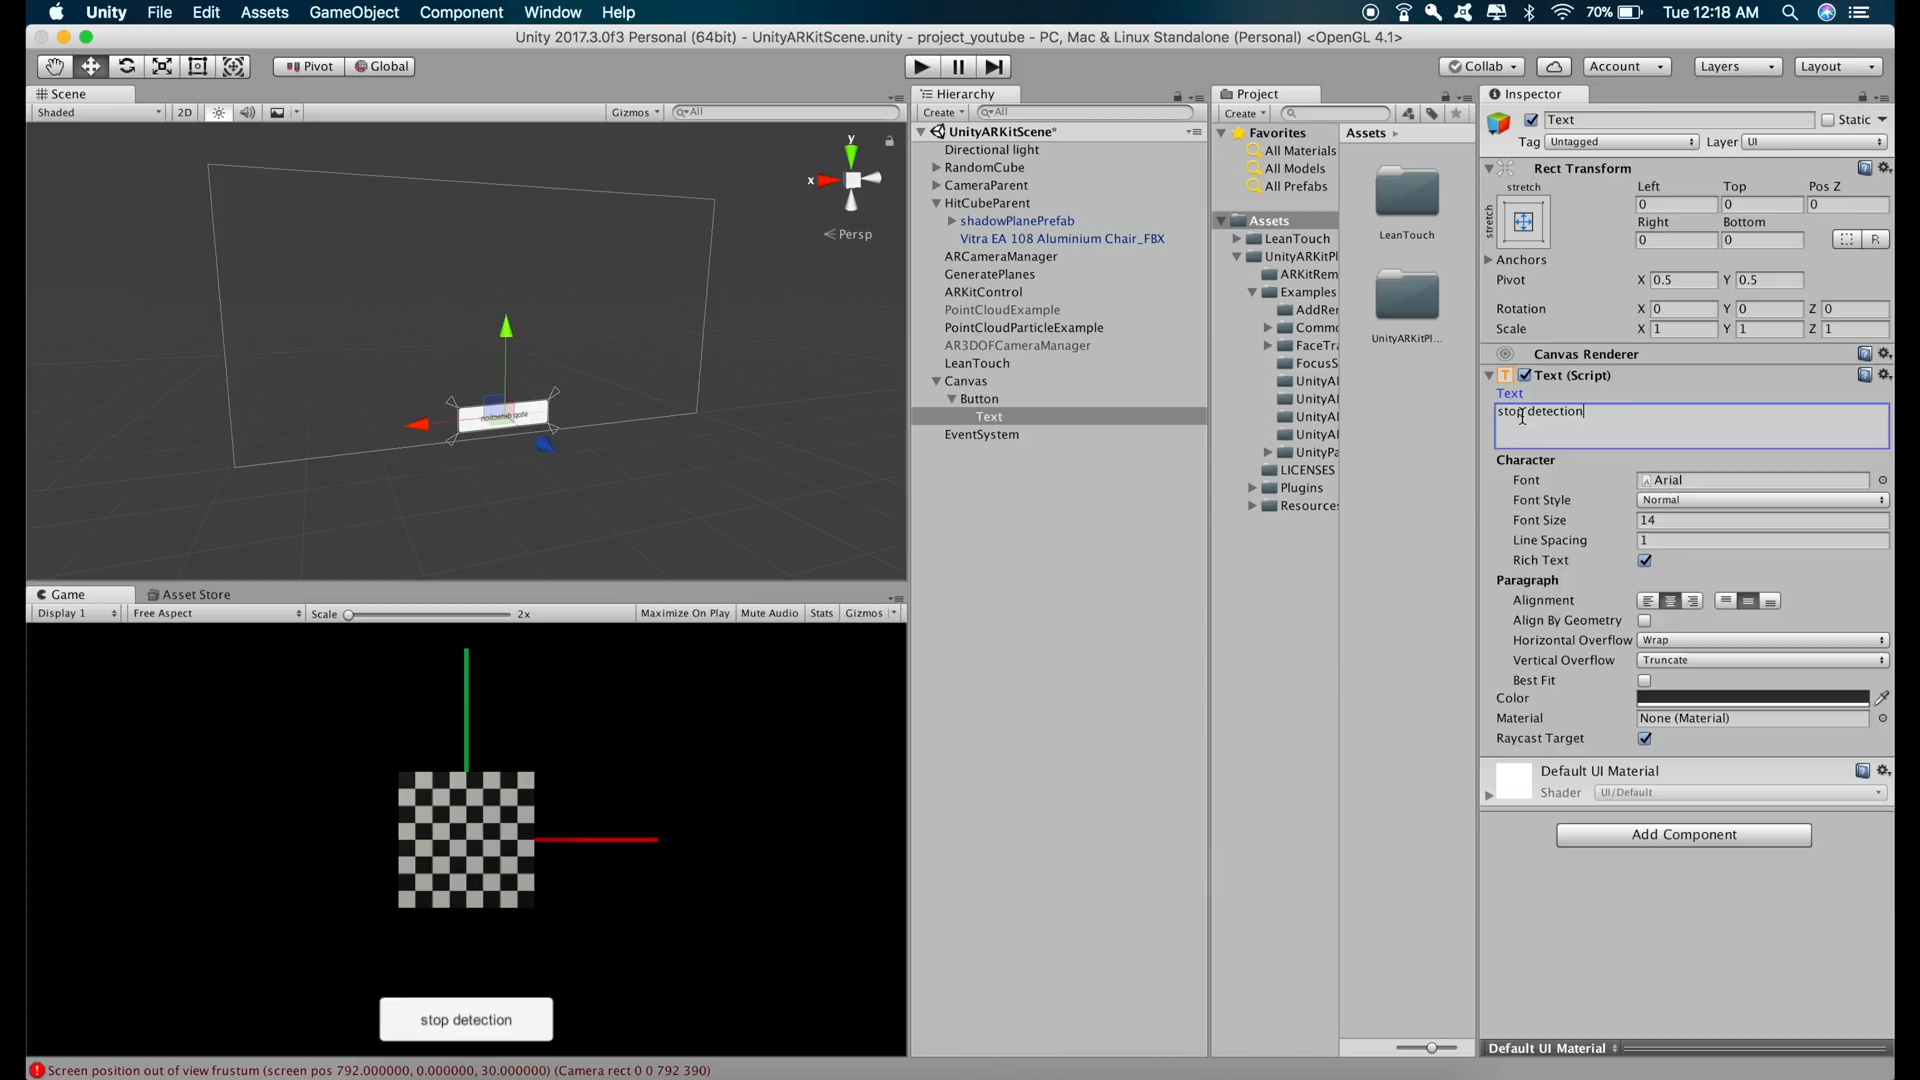 Unity File Edit Assets GameObject Component Window Help 70% Tue 12:18 AM
Unity 2017.3.0f3 Personal (64bit) - UnityARKitScene.unity - project_youtube - PC, Mac & Linux Standalone (Personal) <OpenGL 4.1>
Pivot Global Collab Account Layers Layout
Scene
Shaded 2D Gizmos All
y
x
Persp
Hierarchy
Create All
UnityARKitScene*
Directional light
RandomCube
CameraParent
HitCubeParent
shadowPlanePrefab
Vitra EA 108 Aluminium Chair_FBX
ARCameraManager
GeneratePlanes
ARKitControl
PointCloudExample
PointCloudParticleExample
AR3DOFCameraManager
LeanTouch
Canvas
Button
Text
EventSystem
Project
Create
Favorites
All Materials
All Models
All Prefabs
Assets
LeanTouch
UnityARKitPl
ARKitRem
Examples
AddRer
Commo
FaceTra
FocusS
UnityAI
UnityAI
UnityAI
UnityAI
UnityPa
LICENSES
Plugins
Resources
Assets
LeanTouch
UnityARKitPl...
Inspector
Text Static
Tag Untagged Layer UI
Rect Transform
stretch Left Top Pos Z
stretch 0 0 0
Right Bottom
0 0 R
Anchors
Pivot X 0.5 Y 0.5
Rotation X 0 Y 0 Z 0
Scale X 1 Y 1 Z 1
Canvas Renderer
T Text (Script)
Text
stop detection
Character
Font Arial
Font Style Normal
Font Size 14
Line Spacing 1
Rich Text
Paragraph
Alignment
Align By Geometry
Horizontal Overflow Wrap
Vertical Overflow Truncate
Best Fit
Color
Material None (Material)
Raycast Target
Default UI Material
Shader UI/Default
Add Component
Default UI Material
stop detection
Game Asset Store
Display 1 Free Aspect Scale 2x Maximize On Play Mute Audio Stats Gizmos
stop detection
Screen position out of view frustum (screen pos 792.000000, 0.000000, 30.000000) (Camera rect 0 0 792 390)